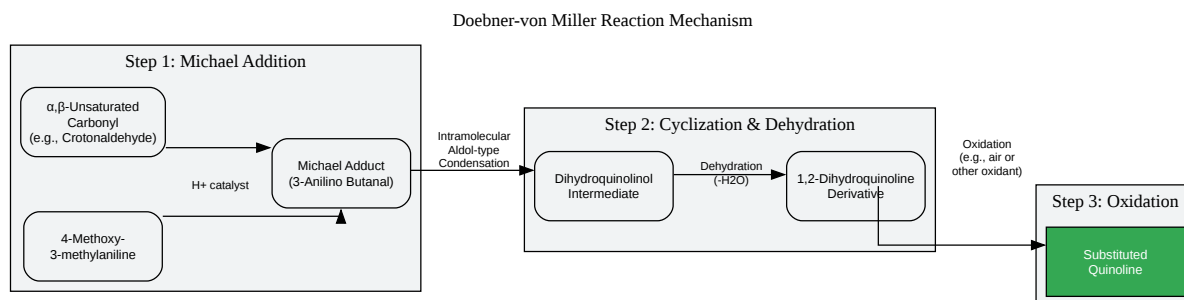 Doebner-von Miller Reaction Mechanism
Step 1: Michael Addition
α,β-Unsaturated
Carbonyl
(e.g., Crotonaldehyde)
H+ catalyst
4-Methoxy-
3-methylaniline
Michael Adduct
(3-Anilino Butanal)
Intramolecular
Aldol-type
Condensation
Step 2: Cyclization & Dehydration
Dihydroquinolinol
Intermediate
Dehydration
(-H2O)
1,2-Dihydroquinoline
Derivative
Oxidation
(e.g., air or
other oxidant)
Step 3: Oxidation
Substituted
Quinoline